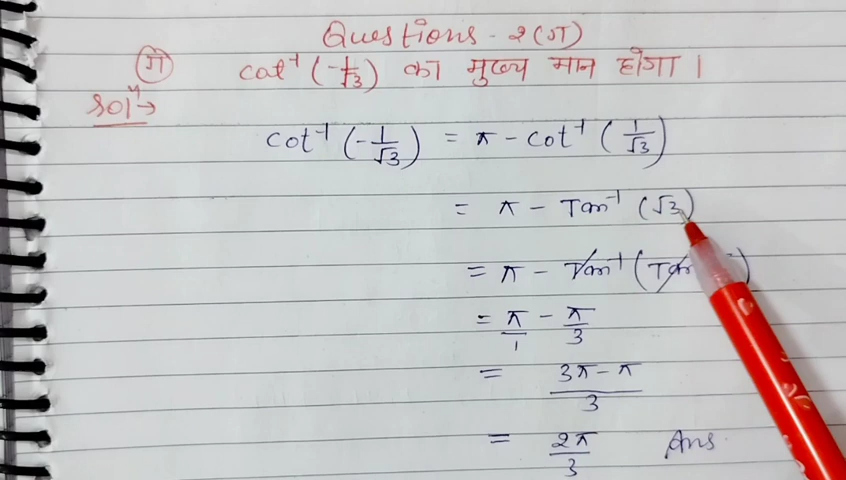 Questions - 2(ग)
(ग) cot⁻¹(-1/√3) का मुख्य मान होगा।
Solⁿ→
cot⁻¹(-1/√3) = π - cot⁻¹(1/√3)
= π - Tan⁻¹(√3)
= π - Tan⁻¹(Tan )
= π/1 - π/3
= 3π - π/3
= 2π/3 Ans.